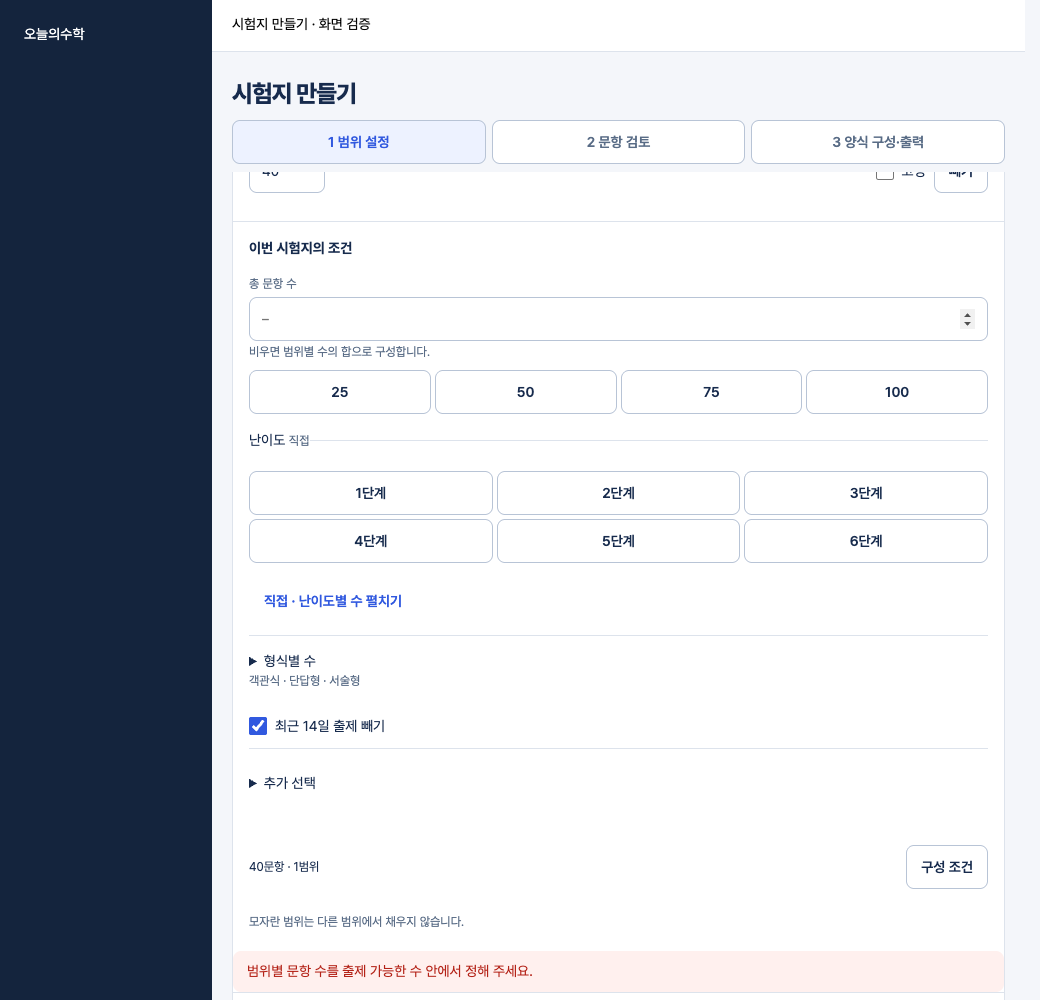 오늘의수학
시험지 만들기 · 화면 검증
시험지 만들기
1 범위 설정
2 문항 검토
3 양식 구성·출력
40
고정
빼기
이번 시험지의 조건
총 문항 수
–
비우면 범위별 수의 합으로 구성합니다.
25
50
75
100
난이도 직접
1단계
2단계
3단계
4단계
5단계
6단계
직접 · 난이도별 수 펼치기
형식별 수
객관식 · 단답형 · 서술형
최근 14일 출제 빼기
추가 선택
40문항 · 1범위
구성 조건
모자란 범위는 다른 범위에서 채우지 않습니다.
범위별 문항 수를 출제 가능한 수 안에서 정해 주세요.